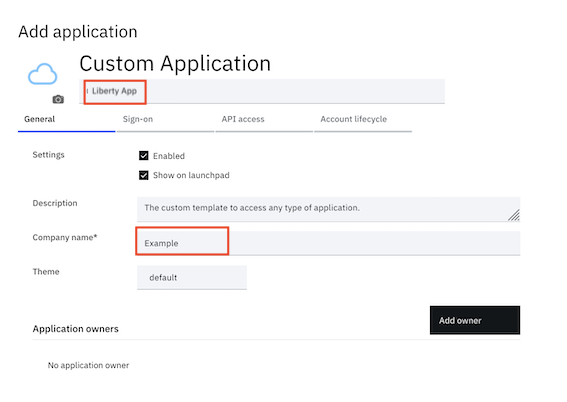 Add application
Custom Application
Liberty App
General Sign-on API access Account lifecycle
Settings Enabled
Show on launchpad
Description The custom template to access any type of application.
Company name* Example
Theme default
Application owners Add owner
No application owner